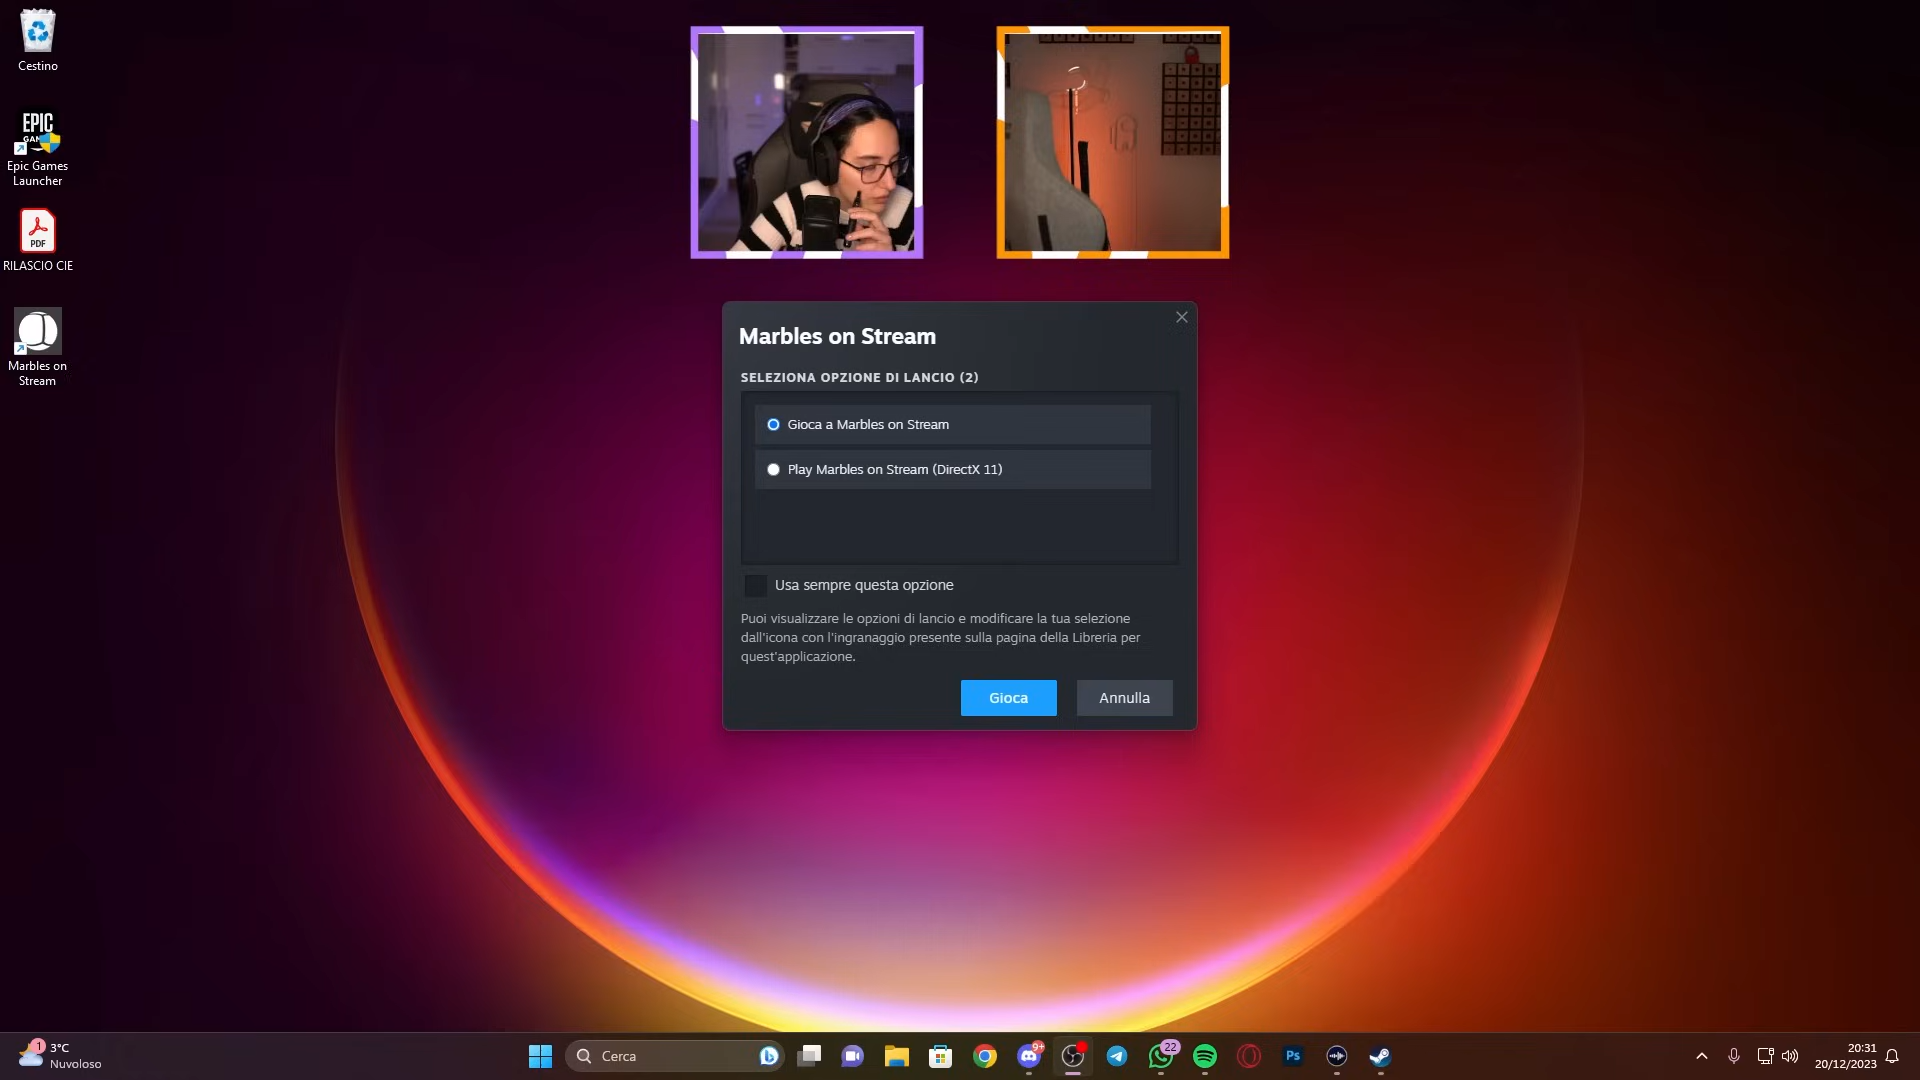 Cestino
EPIC
Epic Games
Launcher
PDF
RILASCIO CIE
Marbles on
Stream
Marbles on Stream
SELEZIONA OPZIONE DI LANCIO (2)
Gioca a Marbles on Stream
Play Marbles on Stream (DirectX 11)
Usa sempre questa opzione
Puoi visualizzare le opzioni di lancio e modificare la tua selezione
dall'icona con l'ingranaggio presente sulla pagina della Libreria per
quest'applicazione.
Gioca
Annulla
1
3°C
Nuvoloso
Cerca
9+
22
Ps
20:31
20/12/2023